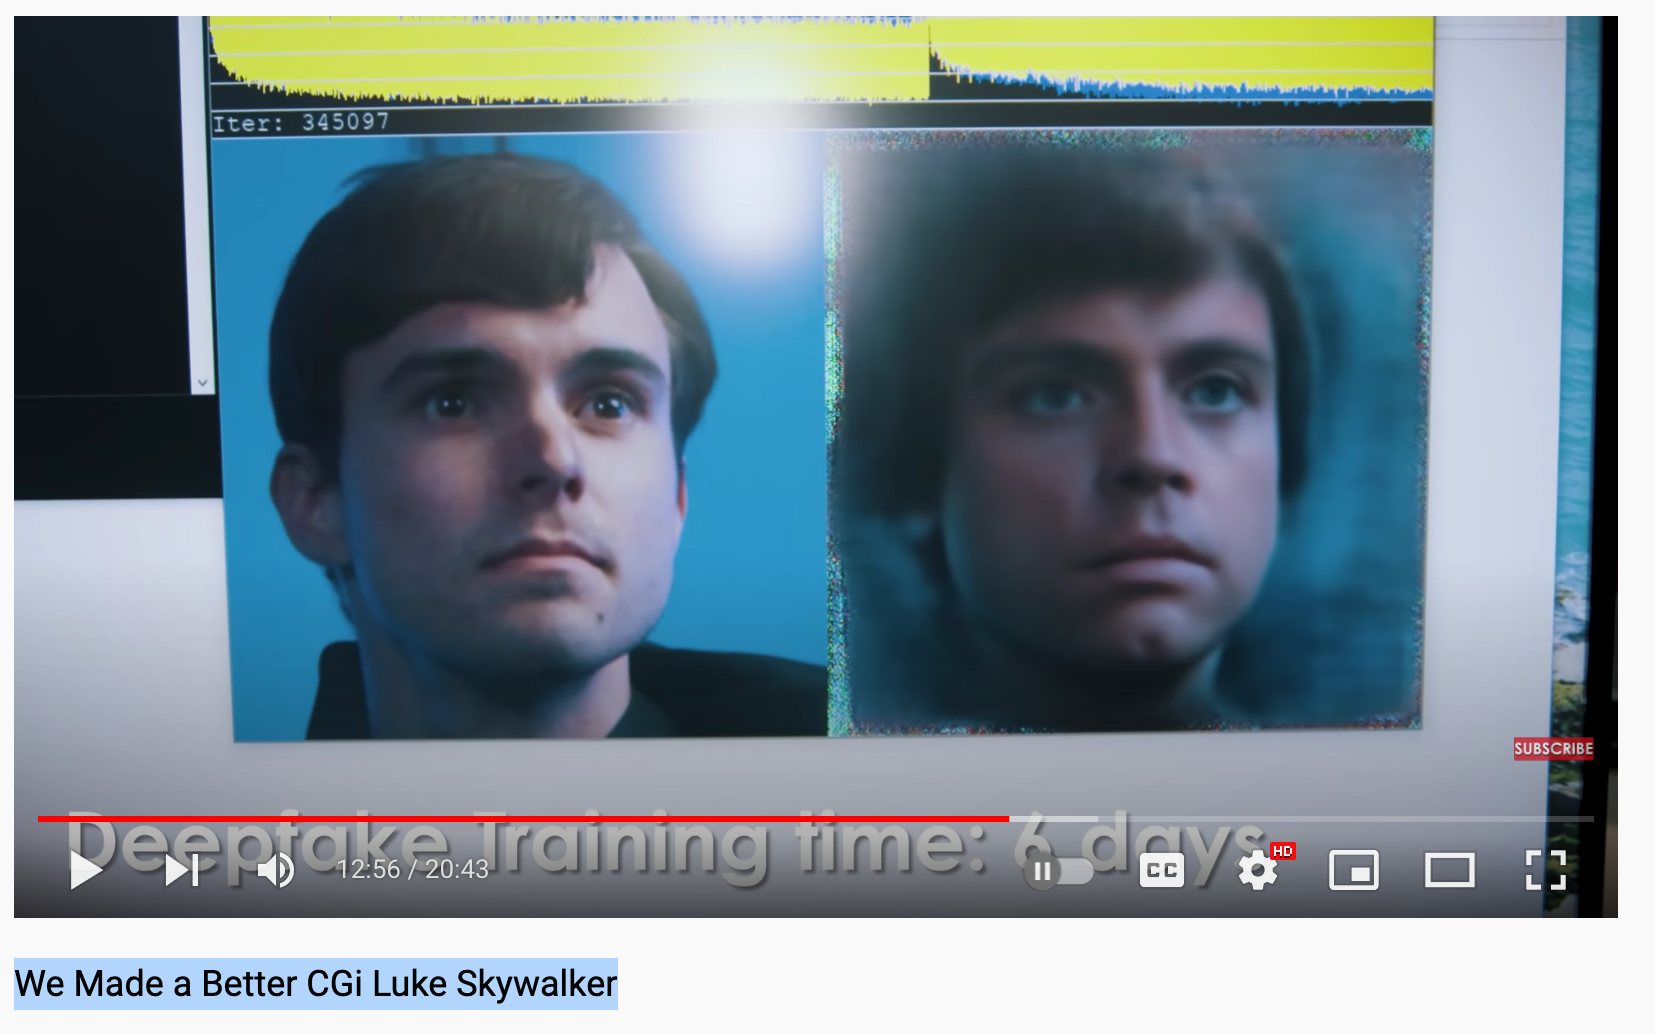 Iter: 345097
SUBSCRIBE
Deepfake Training time: 6 days
12:56 / 20:43
CC
HD
We Made a Better CGi Luke Skywalker